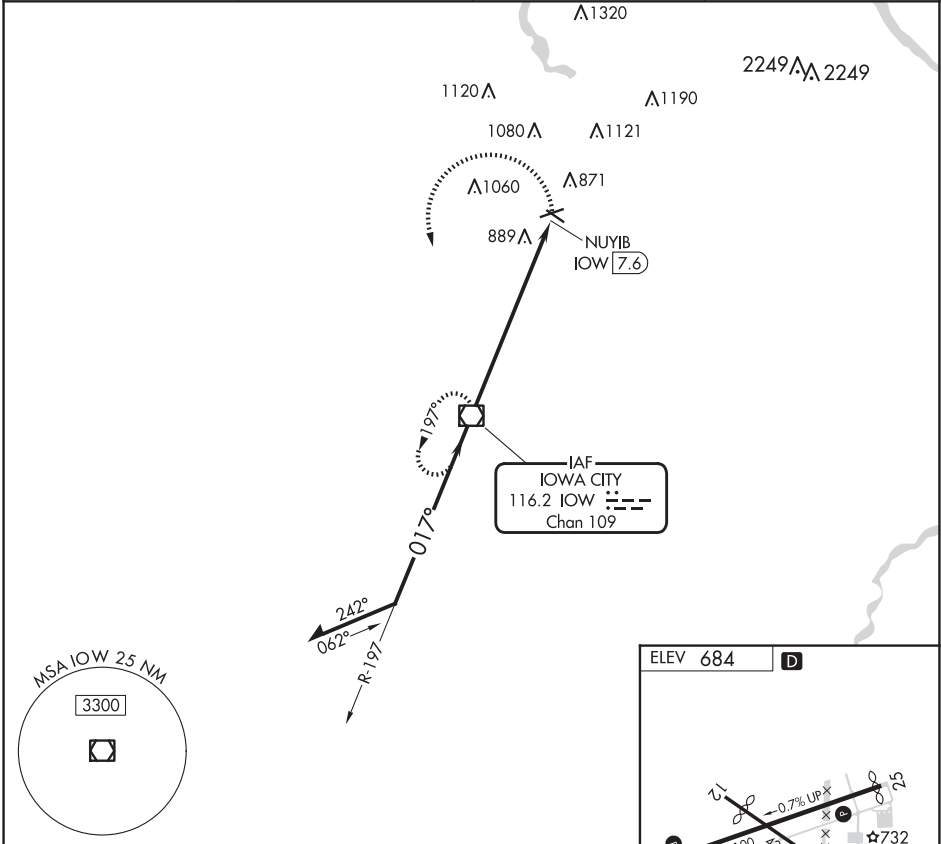 1320
2249 2249
1120
1190
1080
1121
1060
871
889
NUYIB
IOW 7.6
197°
IAF
IOWA CITY
116.2 IOW
Chan 109
017°
242°
062°
R-197
MSA IOW 25 NM
3300
ELEV 684 D
12
0.7% UP
25
P
732